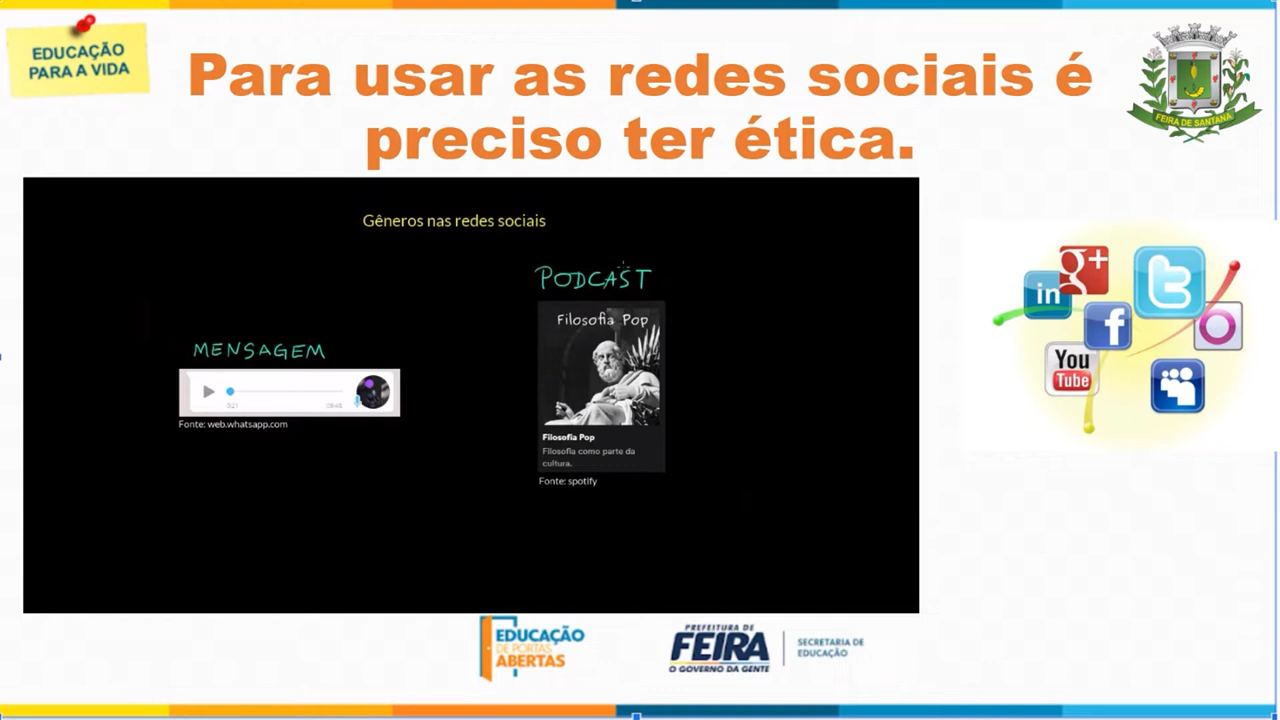 EDUCAÇÃO
PARA A VIDA
Para usar as redes sociais é
preciso ter ética.
FEIRA DE SANTANA
Gêneros nas redes sociais
PODCAST
Filosofia Pop
MENSAGEM
0:21
Fonte: web.whatsapp.com
Filosofia Pop
Filosofia como parte da
cultura.
Fonte: spotify
g+
in
t
f
You
Tube
EDUCAÇÃO
DE PORTAS
ABERTAS
PREFEITURA DE
FEIRA
O GOVERNO DA GENTE
SECRETARIA DE
EDUCAÇÃO